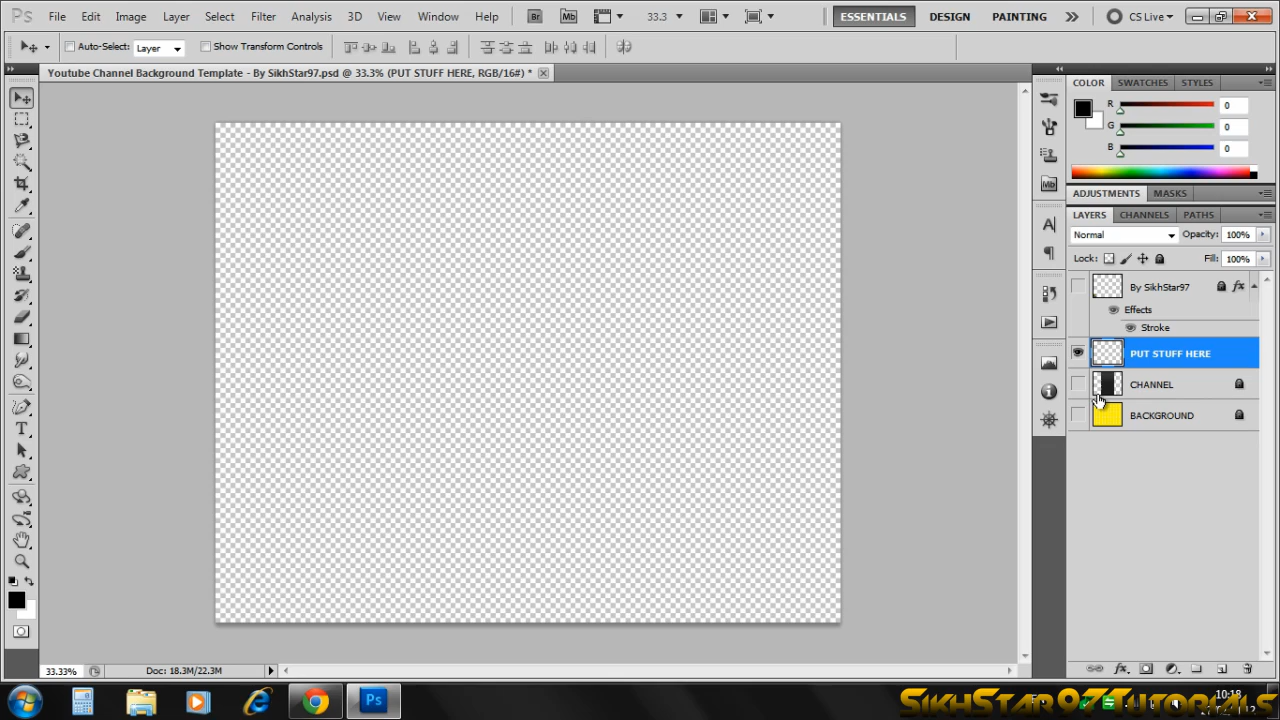 Ps File Edit Image Layer Select Filter Analysis 3D View Window Help Br Mb 33.3 ESSENTIALS DESIGN PAINTING CS Live
Auto-Select: Layer Show Transform Controls
Youtube Channel Background Template - By SikhStar97.psd @ 33.3% (PUT STUFF HERE, RGB/16#) *
COLOR SWATCHES STYLES
R 0
G 0
B 0
ADJUSTMENTS MASKS
LAYERS CHANNELS PATHS
Normal Opacity: 100%
Lock: Fill: 100%
By SikhStar97 fx
Effects
Stroke
PUT STUFF HERE
CHANNEL
BACKGROUND
33.33% Doc: 18.3M/22.3M
Ps
10:18
SikhStar97Tutorials